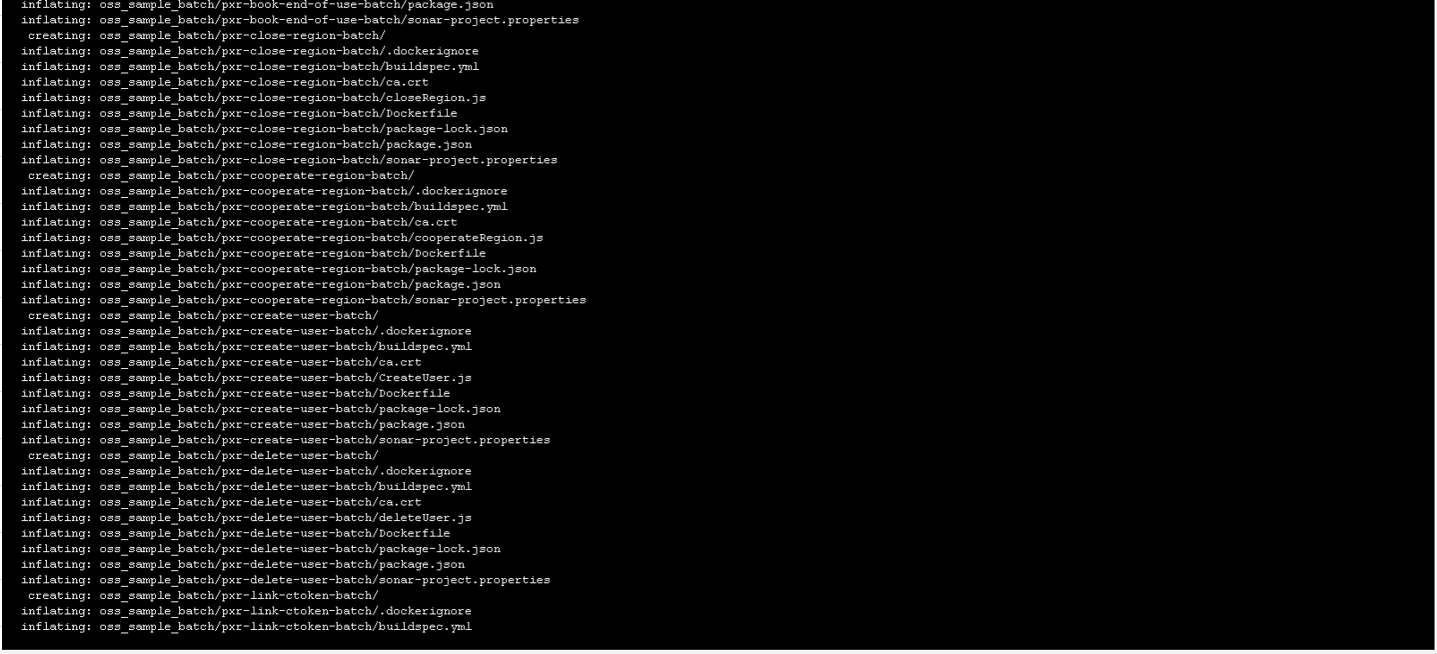 inflating: oss_sample_batch/pxr-book-end-of-use-batch/package.json
inflating: oss_sample_batch/pxr-book-end-of-use-batch/sonar-project.properties
creating: oss_sample_batch/pxr-close-region-batch/
inflating: oss_sample_batch/pxr-close-region-batch/.dockerignore
inflating: oss_sample_batch/pxr-close-region-batch/buildspec.yml
inflating: oss_sample_batch/pxr-close-region-batch/ca.crt
inflating: oss_sample_batch/pxr-close-region-batch/closeRegion.js
inflating: oss_sample_batch/pxr-close-region-batch/Dockerfile
inflating: oss_sample_batch/pxr-close-region-batch/package-lock.json
inflating: oss_sample_batch/pxr-close-region-batch/package.json
inflating: oss_sample_batch/pxr-close-region-batch/sonar-project.properties
creating: oss_sample_batch/pxr-cooperate-region-batch/
inflating: oss_sample_batch/pxr-cooperate-region-batch/.dockerignore
inflating: oss_sample_batch/pxr-cooperate-region-batch/buildspec.yml
inflating: oss_sample_batch/pxr-cooperate-region-batch/ca.crt
inflating: oss_sample_batch/pxr-cooperate-region-batch/cooperateRegion.js
inflating: oss_sample_batch/pxr-cooperate-region-batch/Dockerfile
inflating: oss_sample_batch/pxr-cooperate-region-batch/package-lock.json
inflating: oss_sample_batch/pxr-cooperate-region-batch/package.json
inflating: oss_sample_batch/pxr-cooperate-region-batch/sonar-project.properties
creating: oss_sample_batch/pxr-create-user-batch/
inflating: oss_sample_batch/pxr-create-user-batch/.dockerignore
inflating: oss_sample_batch/pxr-create-user-batch/buildspec.yml
inflating: oss_sample_batch/pxr-create-user-batch/ca.crt
inflating: oss_sample_batch/pxr-create-user-batch/CreateUser.js
inflating: oss_sample_batch/pxr-create-user-batch/Dockerfile
inflating: oss_sample_batch/pxr-create-user-batch/package-lock.json
inflating: oss_sample_batch/pxr-create-user-batch/package.json
inflating: oss_sample_batch/pxr-create-user-batch/sonar-project.properties
creating: oss_sample_batch/pxr-delete-user-batch/
inflating: oss_sample_batch/pxr-delete-user-batch/.dockerignore
inflating: oss_sample_batch/pxr-delete-user-batch/buildspec.yml
inflating: oss_sample_batch/pxr-delete-user-batch/ca.crt
inflating: oss_sample_batch/pxr-delete-user-batch/deleteUser.js
inflating: oss_sample_batch/pxr-delete-user-batch/Dockerfile
inflating: oss_sample_batch/pxr-delete-user-batch/package-lock.json
inflating: oss_sample_batch/pxr-delete-user-batch/package.json
inflating: oss_sample_batch/pxr-delete-user-batch/sonar-project.properties
creating: oss_sample_batch/pxr-link-ctoken-batch/
inflating: oss_sample_batch/pxr-link-ctoken-batch/.dockerignore
inflating: oss_sample_batch/pxr-link-ctoken-batch/buildspec.yml